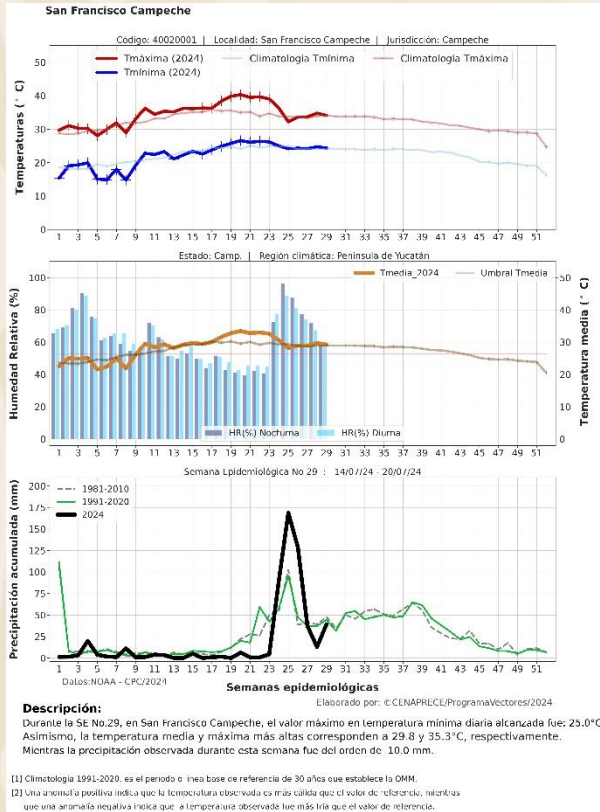 San Francisco Campeche
Código: 40020001 | Localidad: San Francisco Campeche | Jurisdicción: Campeche
Tmáxima (2024)
Tmínima (2024)
Climatología Tmínima
Climatología Tmáxima
Temperaturas (° C)
50
40
30
20
10
0
1 3 5 7 9 11 13 15 17 19 21 23 25 27 29 31 33 35 37 39 41 43 45 47 49 51
Estado: Camp. | Región climática: Península de Yucatán
Tmedia_2024
Umbral Tmedia
Humedad Relativa (%)
100
80
60
40
20
0
Temperatura media (° C)
50
40
30
20
10
0
HR(%) Nocturna
HR(%) Diurna
1 3 5 7 9 11 13 15 17 19 21 23 25 27 29 31 33 35 37 39 41 43 45 47 49 51
Semana Epidemiológica No 29 : 14/07/24 - 20/07/24
1981-2010
1991-2020
2024
Precipitación acumulada (mm)
200
175
150
125
100
75
50
25
0
1 3 5 7 9 11 13 15 17 19 21 23 25 27 29 31 33 35 37 39 41 43 45 47 49 51
Datos:NOAA - CPC/2024
Semanas epidemiológicas
Elaborado por: ©CENAPRECE/ProgramaVectores/2024
Descripción:
Durante la SE No.29, en San Francisco Campeche, el valor máximo en temperatura mínima diaria alcanzada fue: 25.0°C
Asimismo, la temperatura media y máxima más altas corresponden a 29.8 y 35.3°C, respectivamente.
Mientras la precipitación observada durante esta semana fue del orden de 10.0 mm.
[1] Climatología 1991-2020, es el periodo o línea base de referencia de 30 años que establece la OMM.
[2] Una anomalía positiva indica que la temperatura observada es más cálida que el valor de referencia, mientras
que una anomalía negativa indica que la temperatura observada fue más fría que el valor de referencia.